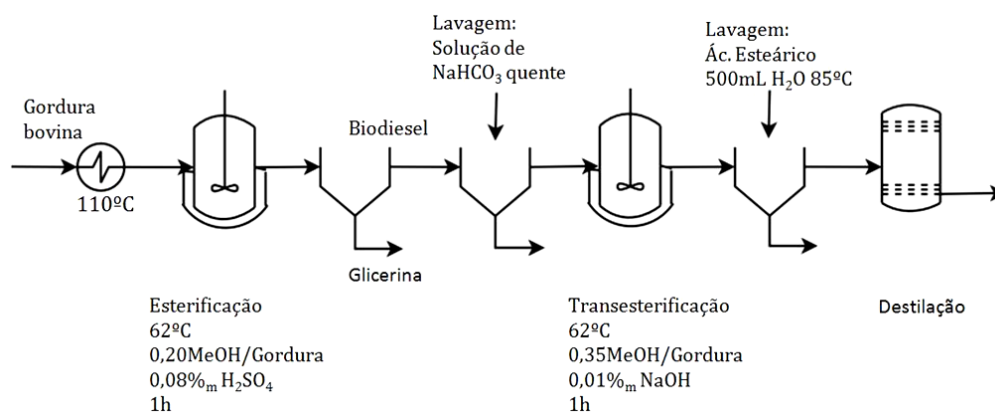 Lavagem:
Solução de
NaHCO₃ quente
Lavagem:
Ác. Esteárico
500mL H₂O 85ºC
Gordura
bovina
Biodiesel
110ºC
Glicerina
Esterificação
62ºC
0,20MeOH/Gordura
0,08%ₘ H₂SO₄
1h
Transesterificação
62ºC
0,35MeOH/Gordura
0,01%ₘ NaOH
1h
Destilação